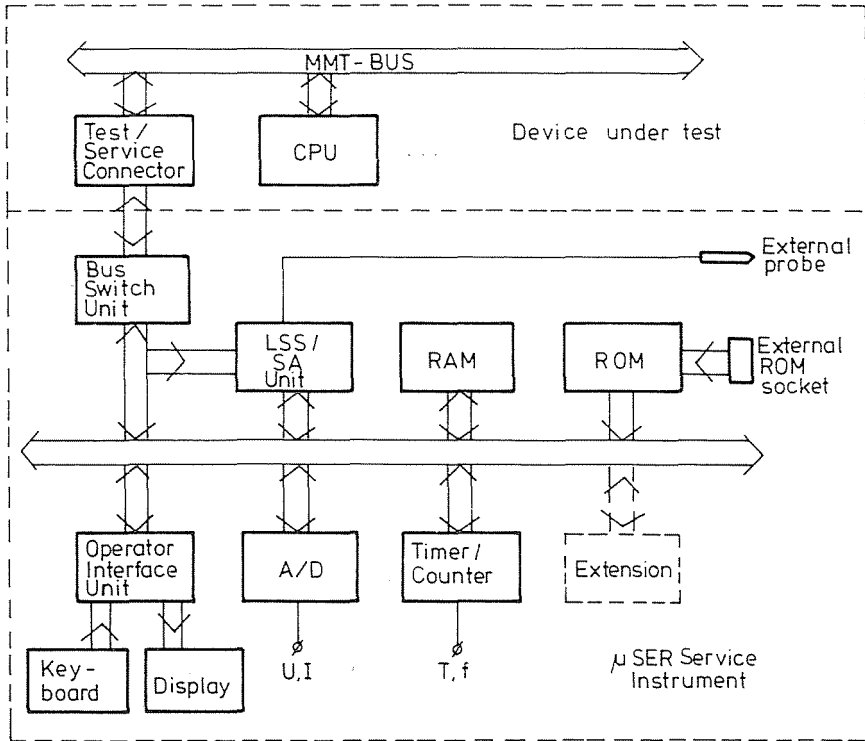 MMT-BUS
Test/
Service
Connector
CPU
...
Device under test
Bus
Switch
Unit
External
probe
LSS/
SA
Unit
RAM
ROM
External
ROM
socket
Operator
Interface
Unit
A/D
Timer/
Counter
Extension
Key-
board
Display
U,I
T,f
μSER Service
Instrument